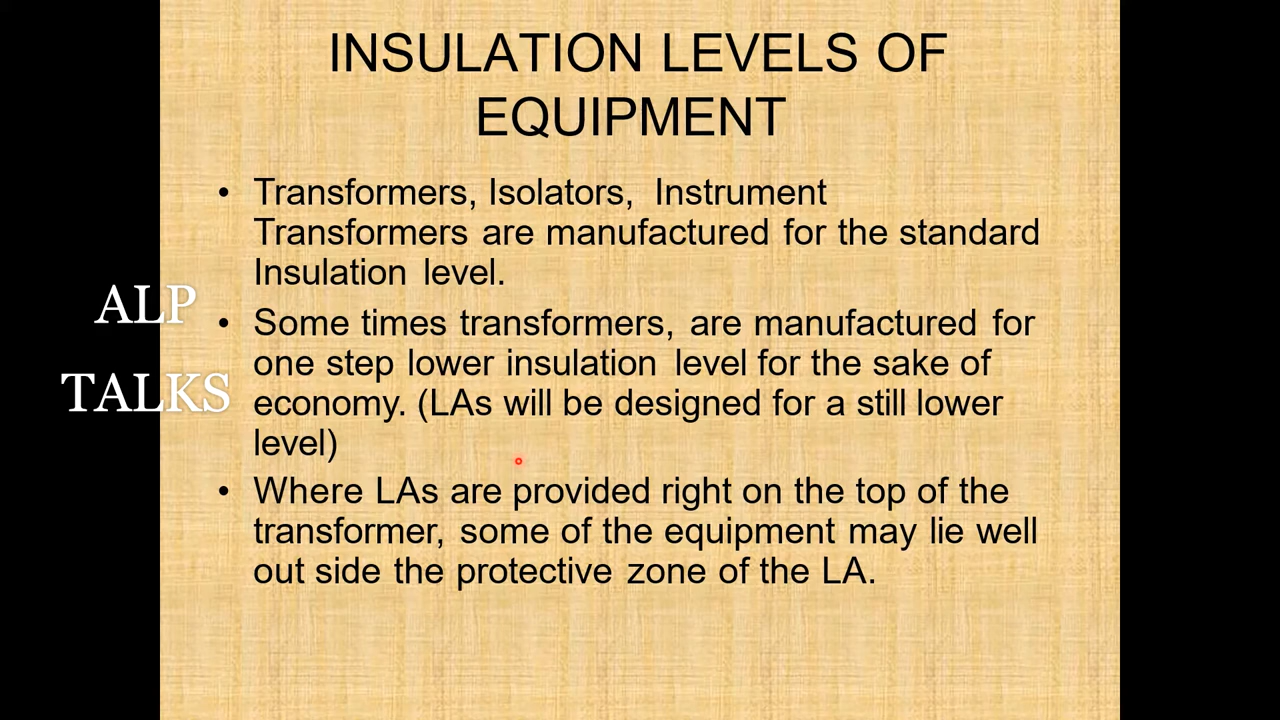 INSULATION LEVELS OF
EQUIPMENT
• Transformers, Isolators, Instrument
Transformers are manufactured for the standard
Insulation level.
• Some times transformers, are manufactured for
one step lower insulation level for the sake of
economy. (LAs will be designed for a still lower
level)
• Where LAs are provided right on the top of the
transformer, some of the equipment may lie well
out side the protective zone of the LA.
ALP
TALKS